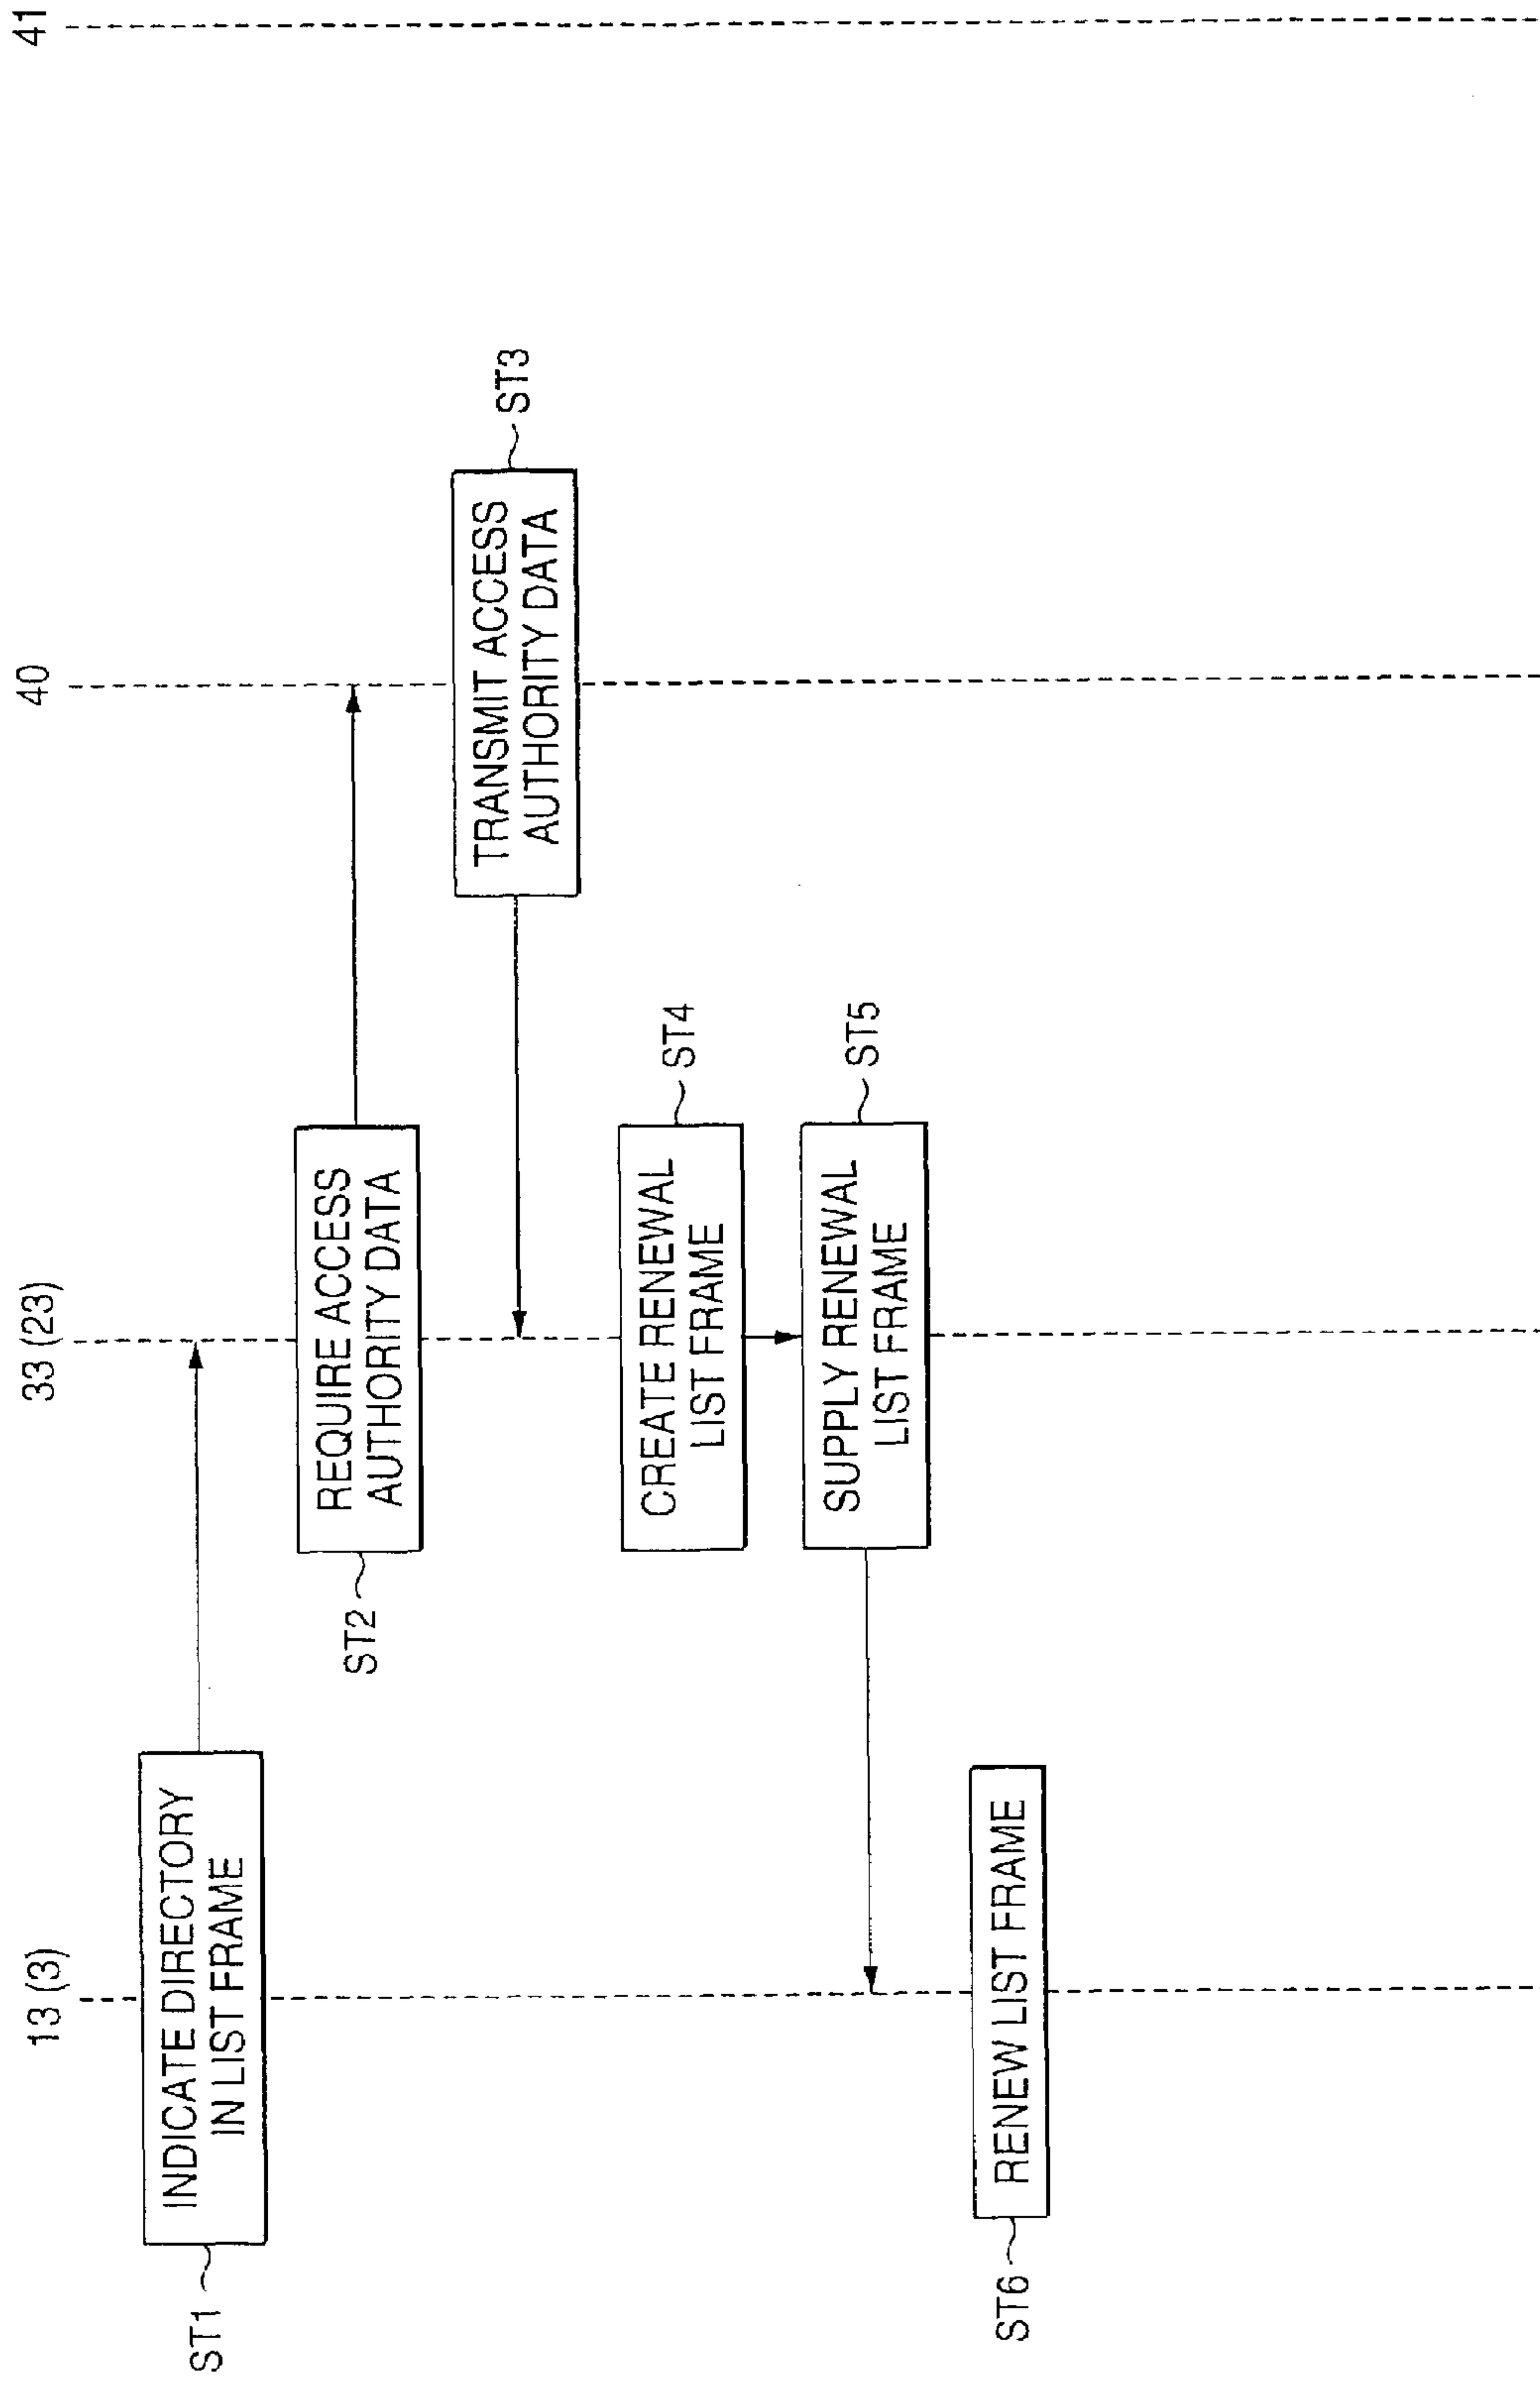 13 (3)
33 (23)
40
41
ST1
INDICATE DIRECTORY
IN LIST FRAME
ST2
REQUIRE ACCESS
AUTHORITY DATA
TRANSMIT ACCESS
AUTHORITY DATA
ST3
CREATE RENEWAL
LIST FRAME
ST4
SUPPLY RENEWAL
LIST FRAME
ST5
ST6
RENEW LIST FRAME